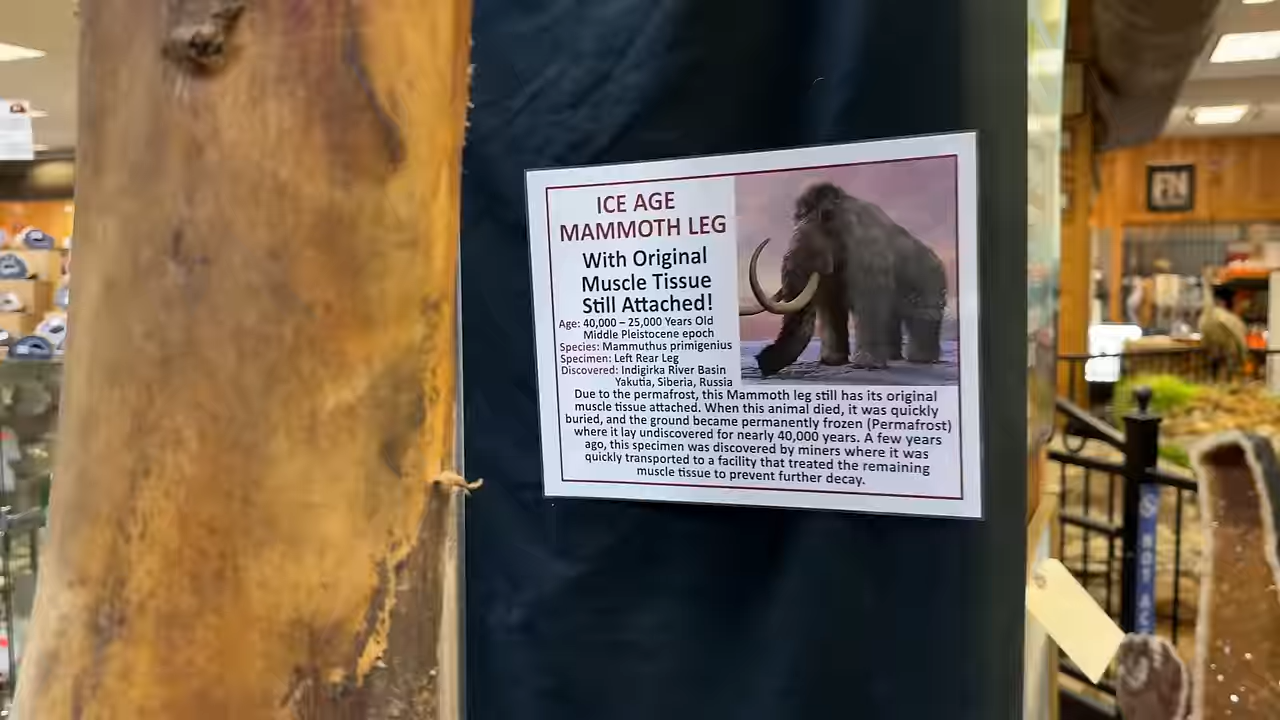 ICE AGE
MAMMOTH LEG
With Original
Muscle Tissue
Still Attached!
Age: 40,000 – 25,000 Years Old
Middle Pleistocene epoch
Species: Mammuthus primigenius
Specimen: Left Rear Leg
Discovered: Indigirka River Basin
Yakutia, Siberia, Russia
Due to the permafrost, this Mammoth leg still has its original
muscle tissue attached. When this animal died, it was quickly
buried, and the ground became permanently frozen (Permafrost)
where it lay undiscovered for nearly 40,000 years. A few years
ago, this specimen was discovered by miners where it was
quickly transported to a facility that treated the remaining
muscle tissue to prevent further decay.
FN